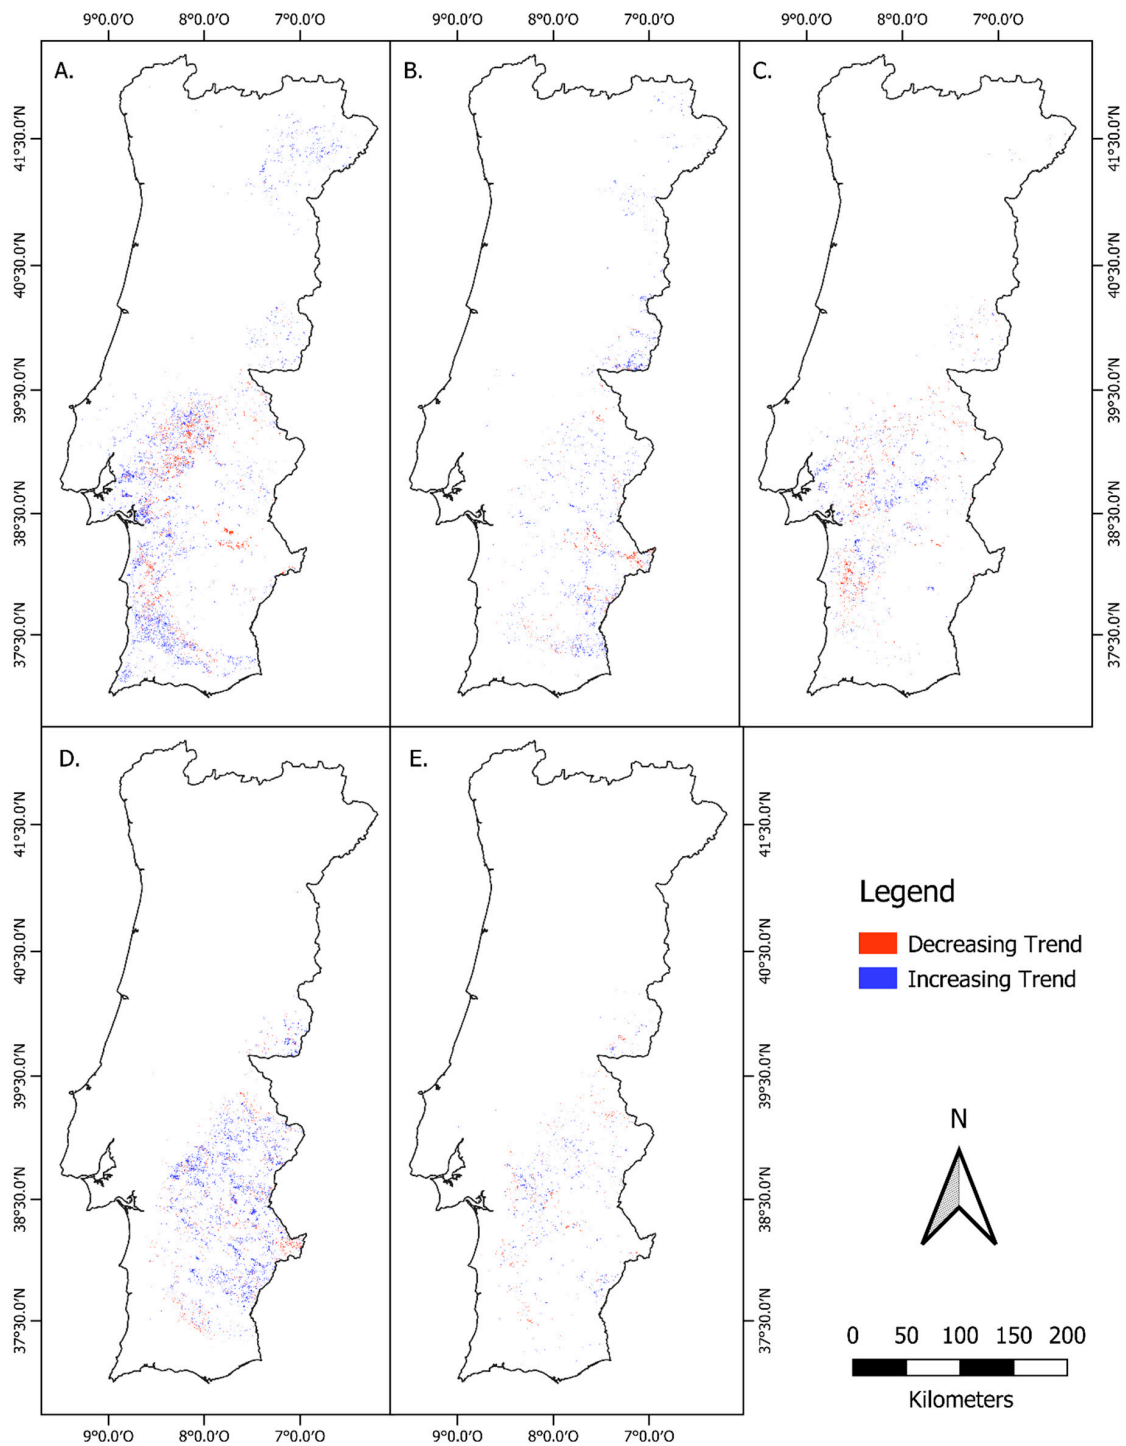 9°0.0'O 8°0.0'O 7°0.0'O 9°0.0'O 8°0.0'O 7°0.0'O 9°0.0'O 8°0.0'O 7°0.0'O
A. B. C.
41°30.0'N 41°30.0'N
40°30.0'N 40°30.0'N
39°30.0'N 39°30.0'N
38°30.0'N 38°30.0'N
37°30.0'N 37°30.0'N
D. E.
41°30.0'N 41°30.0'N
40°30.0'N 40°30.0'N
39°30.0'N 39°30.0'N
38°30.0'N 38°30.0'N
37°30.0'N 37°30.0'N
9°0.0'O 8°0.0'O 7°0.0'O 9°0.0'O 8°0.0'O 7°0.0'O
Legend
Decreasing Trend
Increasing Trend
N
0 50 100 150 200
Kilometers